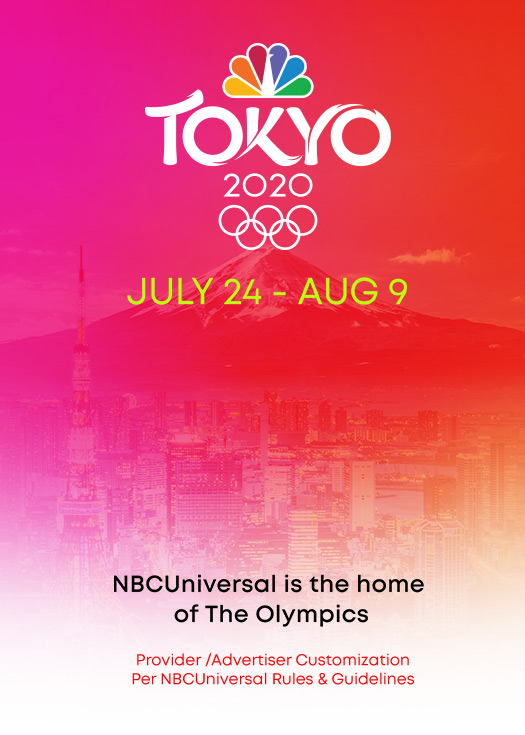 TOKYO
2020
JULY 24 - AUG 9
NBCUniversal is the home
of The Olympics
Provider /Advertiser Customization
Per NBCUniversal Rules & Guidelines